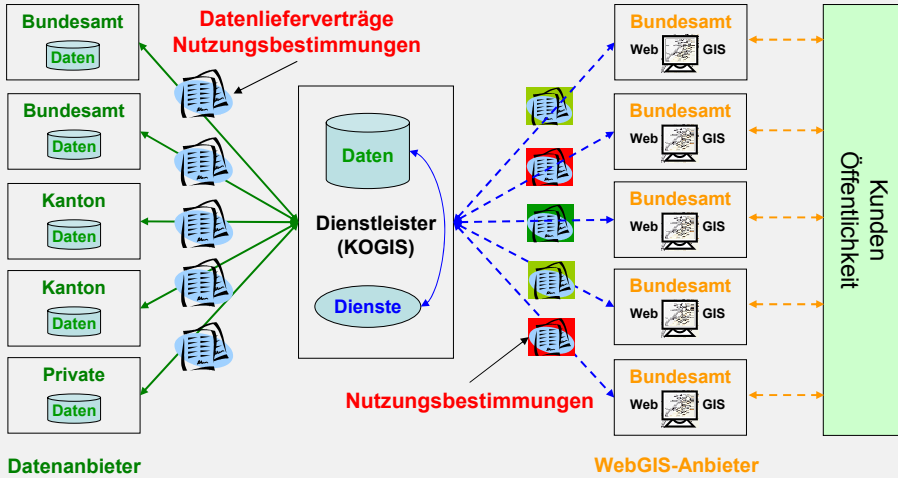 Bundesamt
Daten
Bundesamt
Daten
Kanton
Daten
Kanton
Daten
Private
Daten
Datenanbieter
Datenlieferverträge
Nutzungsbestimmungen
Daten
Dienstleister
(KOGIS)
Dienste
Nutzungsbestimmungen
Bundesamt
Web GIS
Bundesamt
Web GIS
Bundesamt
Web GIS
Bundesamt
Web GIS
Bundesamt
Web GIS
WebGIS-Anbieter
Kunden
Öffentlichkeit